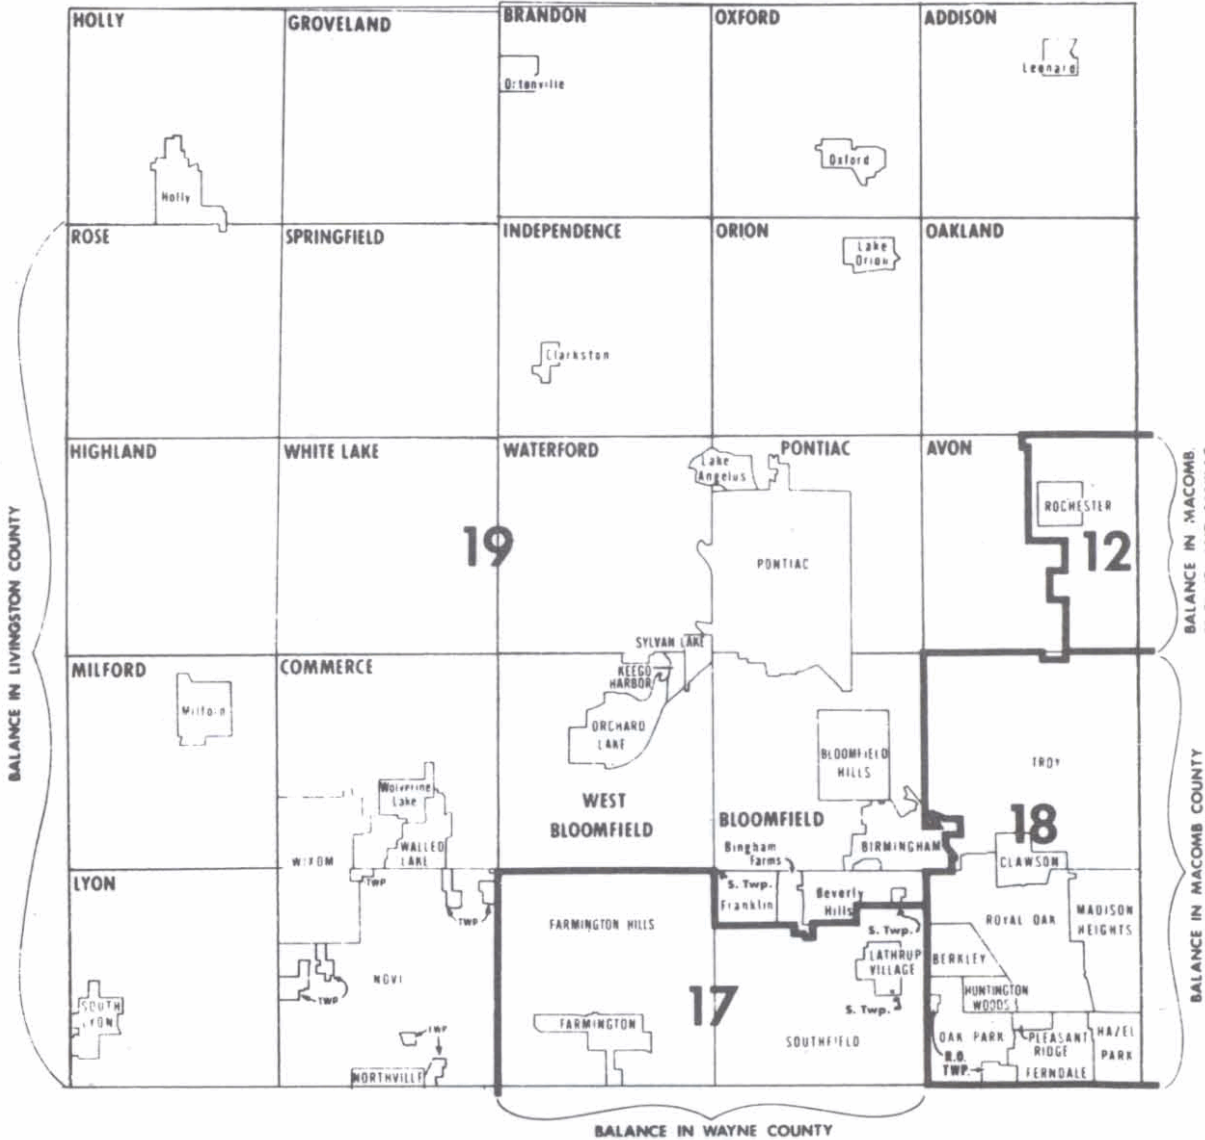 HOLLY
GROVELAND
BRANDON
OXFORD
ADDISON
Ortonville
Leonard
Oxford
Holly
ROSE
SPRINGFIELD
INDEPENDENCE
ORION
OAKLAND
Lake
Orion
Clarkston
HIGHLAND
WHITE LAKE
WATERFORD
PONTIAC
AVON
Lake
Angelus
ROCHESTER
19
12
PONTIAC
SYLVAN LAKE
MILFORD
COMMERCE
KEEGO
HARBOR
Milford
ORCHARD
LAKE
BLOOMFIELD
HILLS
TROY
Wolverine
Lake
WEST
BLOOMFIELD
BLOOMFIELD
18
WALLED
LAKE
WIXOM
Bingham
Farms
BIRMINGHAM
CLAWSON
LYON
TWP
S. Twp.
Franklin
Beverly
Hills
TWP
FARMINGTON HILLS
S. Twp.
ROYAL OAK
MADISON
HEIGHTS
NOVI
TWP
LATHRUP
VILLAGE
BERKLEY
HUNTINGTON
WOODS
SOUTH
LYON
17
S. Twp.
TWP
FARMINGTON
SOUTHFIELD
OAK PARK
PLEASANT
RIDGE
HAZEL
PARK
R.O.
TWP.
FERNDALE
NORTHVILLE
BALANCE IN LIVINGSTON COUNTY
BALANCE IN MACOMB
BALANCE IN MACOMB COUNTY
BALANCE IN WAYNE COUNTY